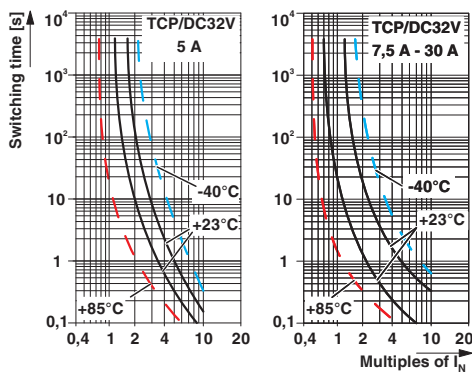 Switching time [s]
TCP/DC32V
5 A
10⁴
10³
10²
10
1
0,1
-40°C
+23°C
+85°C
0,4 1 2 4 10 20
TCP/DC32V
7,5 A - 30 A
10⁴
10³
10²
10
1
0,1
-40°C
+23°C
+85°C
0,4 1 2 4 10 20
Multiples of I_N